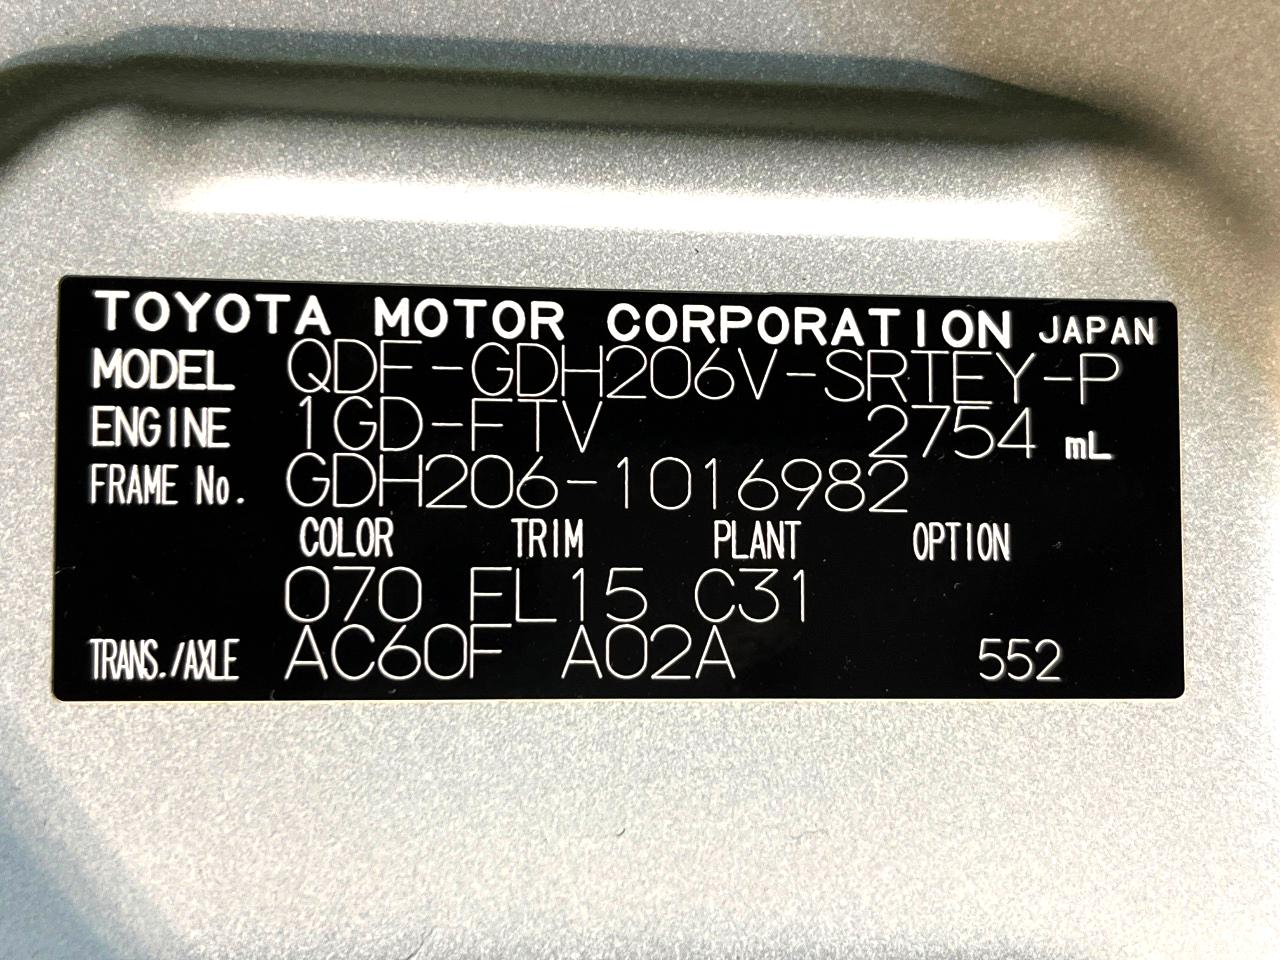 TOYOTA MOTOR CORPORATION JAPAN
MODEL QDF-GDH206V-SRTEY-P
ENGINE 1GD-FTV 2754 mL
FRAME No. GDH206-1016982
COLOR TRIM PLANT OPTION
070 FL15 C31
TRANS./AXLE AC60F A02A 552